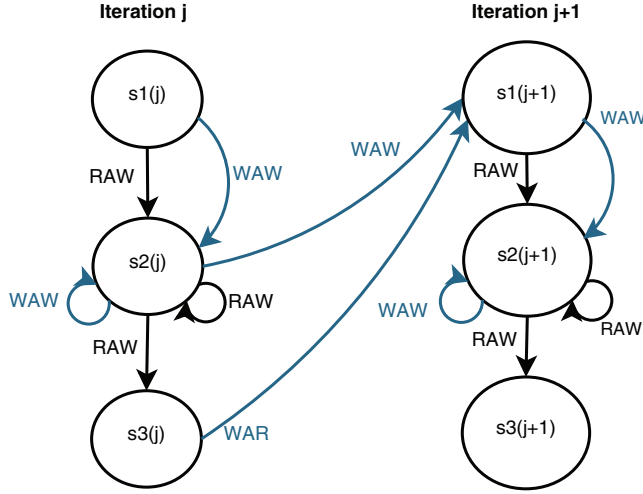 Iteration j
Iteration j+1
s1(j)
s1(j+1)
WAW
WAW
RAW
WAW
RAW
s2(j)
s2(j+1)
WAW
RAW
WAW
RAW
RAW
RAW
s3(j)
WAR
s3(j+1)